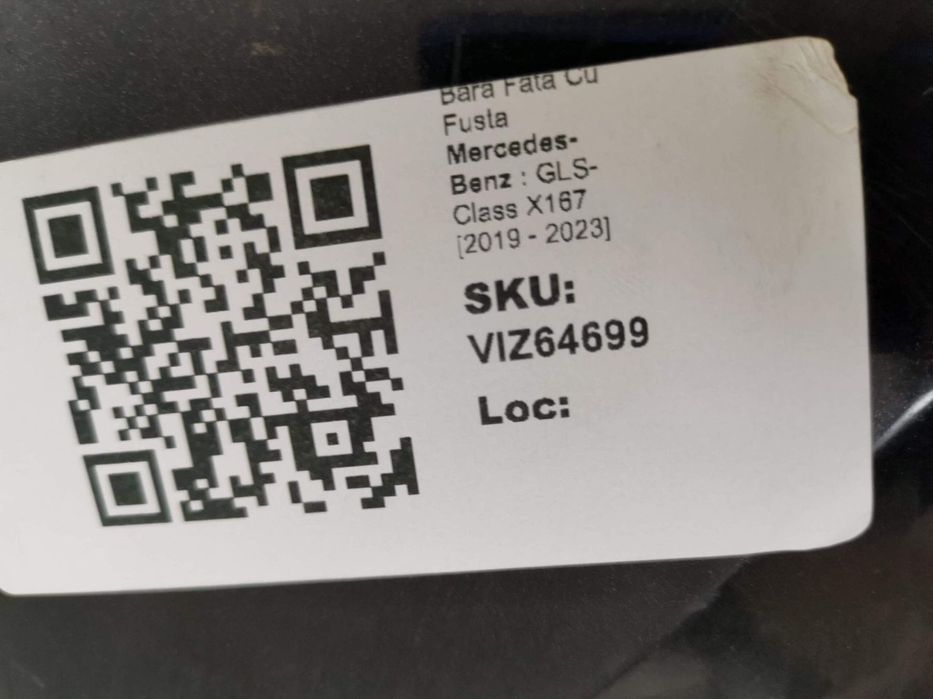 Bara Fata Cu
Fusta
Mercedes-
Benz : GLS-
Class X167
[2019 - 2023]
SKU:
VIZ64699
Loc: